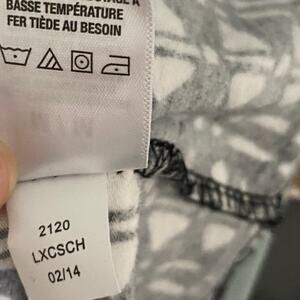 BASSE TEMPÉRATURE
FER TIÈDE AU BESOIN
2120
LXCSCH
02/14